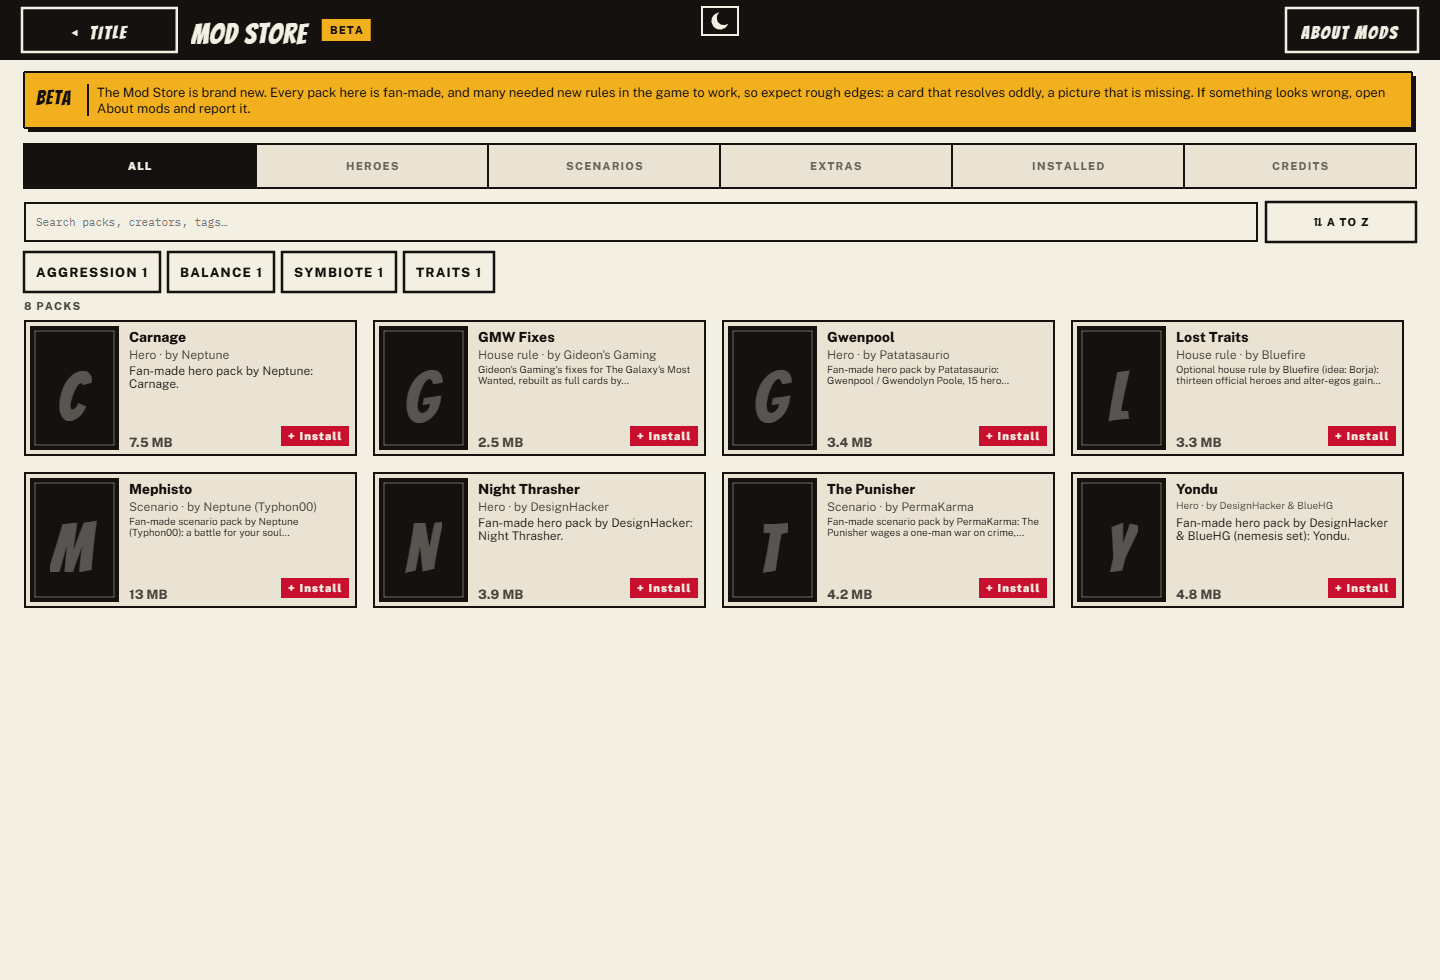 ◂ TITLE
MOD STORE
BETA
ABOUT MODS
BETA
The Mod Store is brand new. Every pack here is fan-made, and many needed new rules in the game to work, so expect rough edges: a card that resolves oddly, a picture that is missing. If something looks wrong, open
About mods and report it.
ALL
HEROES
SCENARIOS
EXTRAS
INSTALLED
CREDITS
Search packs, creators, tags…
⇅ A TO Z
AGGRESSION 1
BALANCE 1
SYMBIOTE 1
TRAITS 1
8 PACKS
C
Carnage
Hero · by Neptune
Fan-made hero pack by Neptune:
Carnage.
7.5 MB
+ Install
G
GMW Fixes
House rule · by Gideon's Gaming
Gideon's Gaming's fixes for The Galaxy's Most
Wanted, rebuilt as full cards by…
2.5 MB
+ Install
G
Gwenpool
Hero · by Patatasaurio
Fan-made hero pack by Patatasaurio:
Gwenpool / Gwendolyn Poole, 15 hero…
3.4 MB
+ Install
L
Lost Traits
House rule · by Bluefire
Optional house rule by Bluefire (idea: Borja):
thirteen official heroes and alter-egos gain…
3.3 MB
+ Install
M
Mephisto
Scenario · by Neptune (Typhon00)
Fan-made scenario pack by Neptune
(Typhon00): a battle for your soul…
13 MB
+ Install
N
Night Thrasher
Hero · by DesignHacker
Fan-made hero pack by DesignHacker:
Night Thrasher.
3.9 MB
+ Install
T
The Punisher
Scenario · by PermaKarma
Fan-made scenario pack by PermaKarma: The
Punisher wages a one-man war on crime,…
4.2 MB
+ Install
Y
Yondu
Hero · by DesignHacker & BlueHG
Fan-made hero pack by DesignHacker
& BlueHG (nemesis set): Yondu.
4.8 MB
+ Install